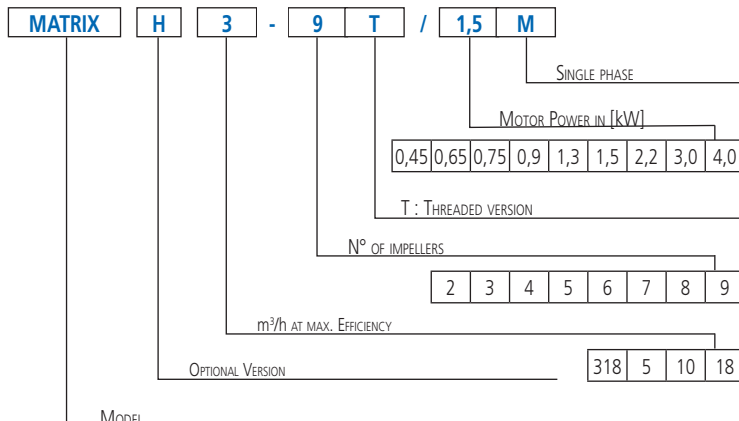 MATRIX H 3 - 9 T / 1,5 M
SINGLE PHASE
MOTOR POWER IN [kW]
0,45 0,65 0,75 0,9 1,3 1,5 2,2 3,0 4,0
T : THREADED VERSION
N° OF IMPELLERS
2 3 4 5 6 7 8 9
m³/h AT MAX. EFFICIENCY
318 5 10 18
OPTIONAL VERSION
MODEL